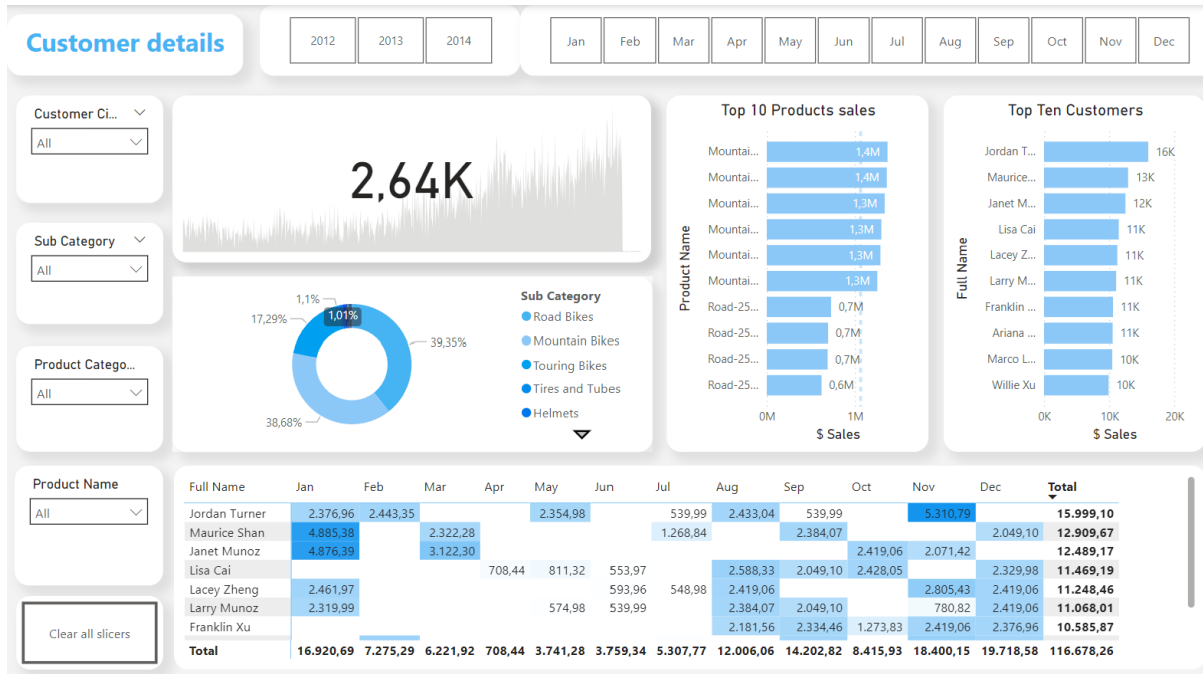 Customer details
2012 2013 2014
Jan Feb Mar Apr May Jun Jul Aug Sep Oct Nov Dec
Customer Ci...
All
Sub Category
All
Product Catego...
All
Product Name
All
Clear all slicers
2,64K
1,1%
1,01%
17,29%
39,35%
38,68%
Sub Category
Road Bikes
Mountain Bikes
Touring Bikes
Tires and Tubes
Helmets
Top 10 Products sales
Product Name
Mountai... 1,4M
Mountai... 1,4M
Mountai... 1,3M
Mountai... 1,3M
Mountai... 1,3M
Mountai... 1,3M
Road-25... 0,7M
Road-25... 0,7M
Road-25... 0,7M
Road-25... 0,6M
0M 1M
$ Sales
Top Ten Customers
Full Name
Jordan T... 16K
Maurice... 13K
Janet M... 12K
Lisa Cai 11K
Lacey Z... 11K
Larry M... 11K
Franklin ... 11K
Ariana ... 11K
Marco L... 10K
Willie Xu 10K
0K 10K 20K
$ Sales
Full Name Jan Feb Mar Apr May Jun Jul Aug Sep Oct Nov Dec Total
Jordan Turner 2.376,96 2.443,35 2.354,98 539,99 2.433,04 539,99 5.310,79 15.999,10
Maurice Shan 4.885,38 2.322,28 1.268,84 2.384,07 2.049,10 12.909,67
Janet Munoz 4.876,39 3.122,30 2.419,06 2.071,42 12.489,17
Lisa Cai 708,44 811,32 553,97 2.588,33 2.049,10 2.428,05 2.329,98 11.469,19
Lacey Zheng 2.461,97 593,96 548,98 2.419,06 2.805,43 2.419,06 11.248,46
Larry Munoz 2.319,99 574,98 539,99 2.384,07 2.049,10 780,82 2.419,06 11.068,01
Franklin Xu 2.181,56 2.334,46 1.273,83 2.419,06 2.376,96 10.585,87
Total 16.920,69 7.275,29 6.221,92 708,44 3.741,28 3.759,34 5.307,77 12.006,06 14.202,82 8.415,93 18.400,15 19.718,58 116.678,26